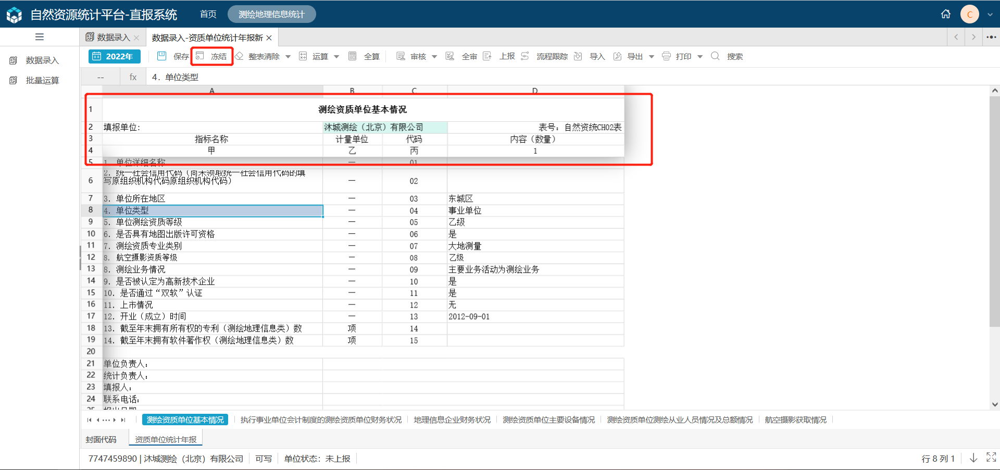 自然资源统计平台-直报系统 首页 测绘地理信息统计 C
数据录入 数据录入-资质单位统计年报新
2022年 保存 冻结 整表清除 运算 全算 审核 全审 上报 流程跟踪 导入 导出 打印 搜索
数据录入
批量运算
-- fx 4. 单位类型
A B C D
1 测绘资质单位基本情况
2 填报单位: 沐城测绘（北京）有限公司 表号: 自然资统CH02表
3 指标名称 计量单位 代码 内容（数量）
4 甲 乙 丙 1
5 1. 单位详细名称 — 01
6 2. 统一社会信用代码（尚未领取统一社会信用代码的填
写原组织机构代码原组织机构代码） — 02
7 3. 单位所在地区 — 03 东城区
8 4. 单位类型 — 04 事业单位
9 5. 单位测绘资质等级 — 05 乙级
10 6. 是否具有地图出版许可资格 — 06 是
11 7. 测绘资质专业类别 — 07 大地测量
12 8. 航空摄影资质等级 — 08 乙级
13 8. 测绘业务情况 — 09 主要业务活动为测绘业务
14 9. 是否被认定为高新技术企业 — 10 是
15 10. 是否通过“双软”认证 — 11 是
16 11. 上市情况 — 12 无
17 12. 开业（成立）时间 — 13 2012-09-01
18 13. 截至年末拥有所有权的专利（测绘地理信息类）数 项 14
19 14. 截至年末拥有软件著作权（测绘地理信息类）数 项 15
20
21 单位负责人:
22 统计负责人:
23 填报人:
24 联系电话:
测绘资质单位基本情况 执行事业单位会计制度的测绘资质单位财务状况 地理信息企业财务状况 测绘资质单位主要设备情况 测绘资质单位测绘从业人员情况及总额情况 航空摄影获取情况
封面代码 资质单位统计年报
7747459890 | 沐城测绘（北京）有限公司 可写 单位状态：未上报 行 8 列 1